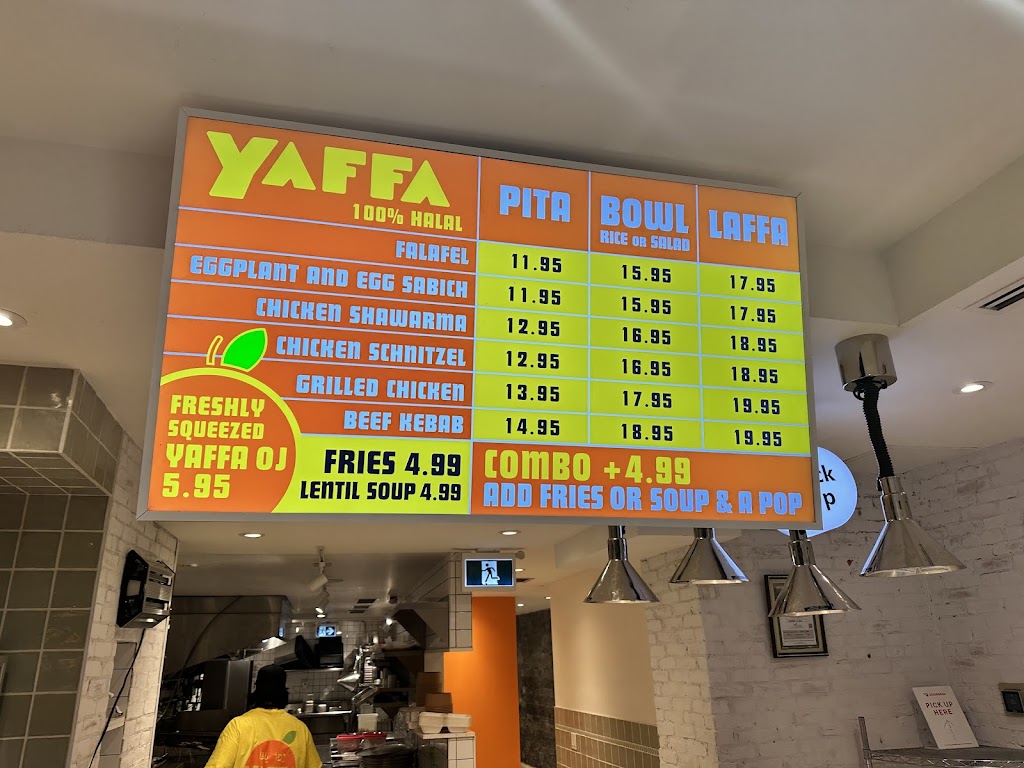 YAFFA
100% HALAL
PITA
BOWL
RICE OR SALAD
LAFFA
FALAFEL 11.95 15.95 17.95
EGGPLANT AND EGG SABICH 11.95 15.95 17.95
CHICKEN SHAWARMA 12.95 16.95 18.95
CHICKEN SCHNITZEL 12.95 16.95 18.95
GRILLED CHICKEN 13.95 17.95 19.95
BEEF KEBAB 14.95 18.95 19.95
FRESHLY
SQUEEZED
YAFFA OJ
5.95
FRIES 4.99
LENTIL SOUP 4.99
COMBO +4.99
ADD FRIES OR SOUP & A POP
PICK UP
HERE